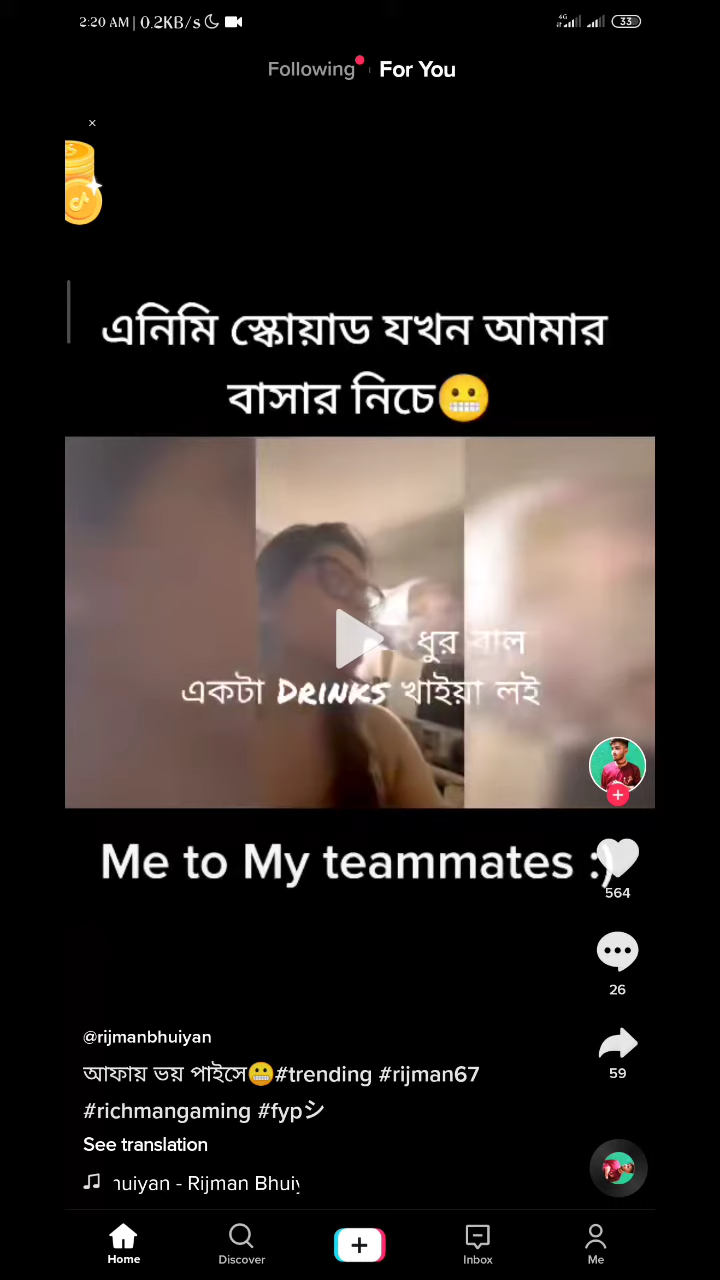 2:20 AM | 0.2KB/s
4G
33
Following
For You
×
এনিমি স্কোয়াড যখন আমার
বাসার নিচে😬
ধুর বাল
একটা DRINKS খাইয়া লই
Me to My teammates :)
564
26
59
@rijmanbhuiyan
আফায় ভয় পাইসে😬#trending #rijman67
#richmangaming #fypシ
See translation
huiyan - Rijman Bhuiy
Home
Discover
Inbox
Me